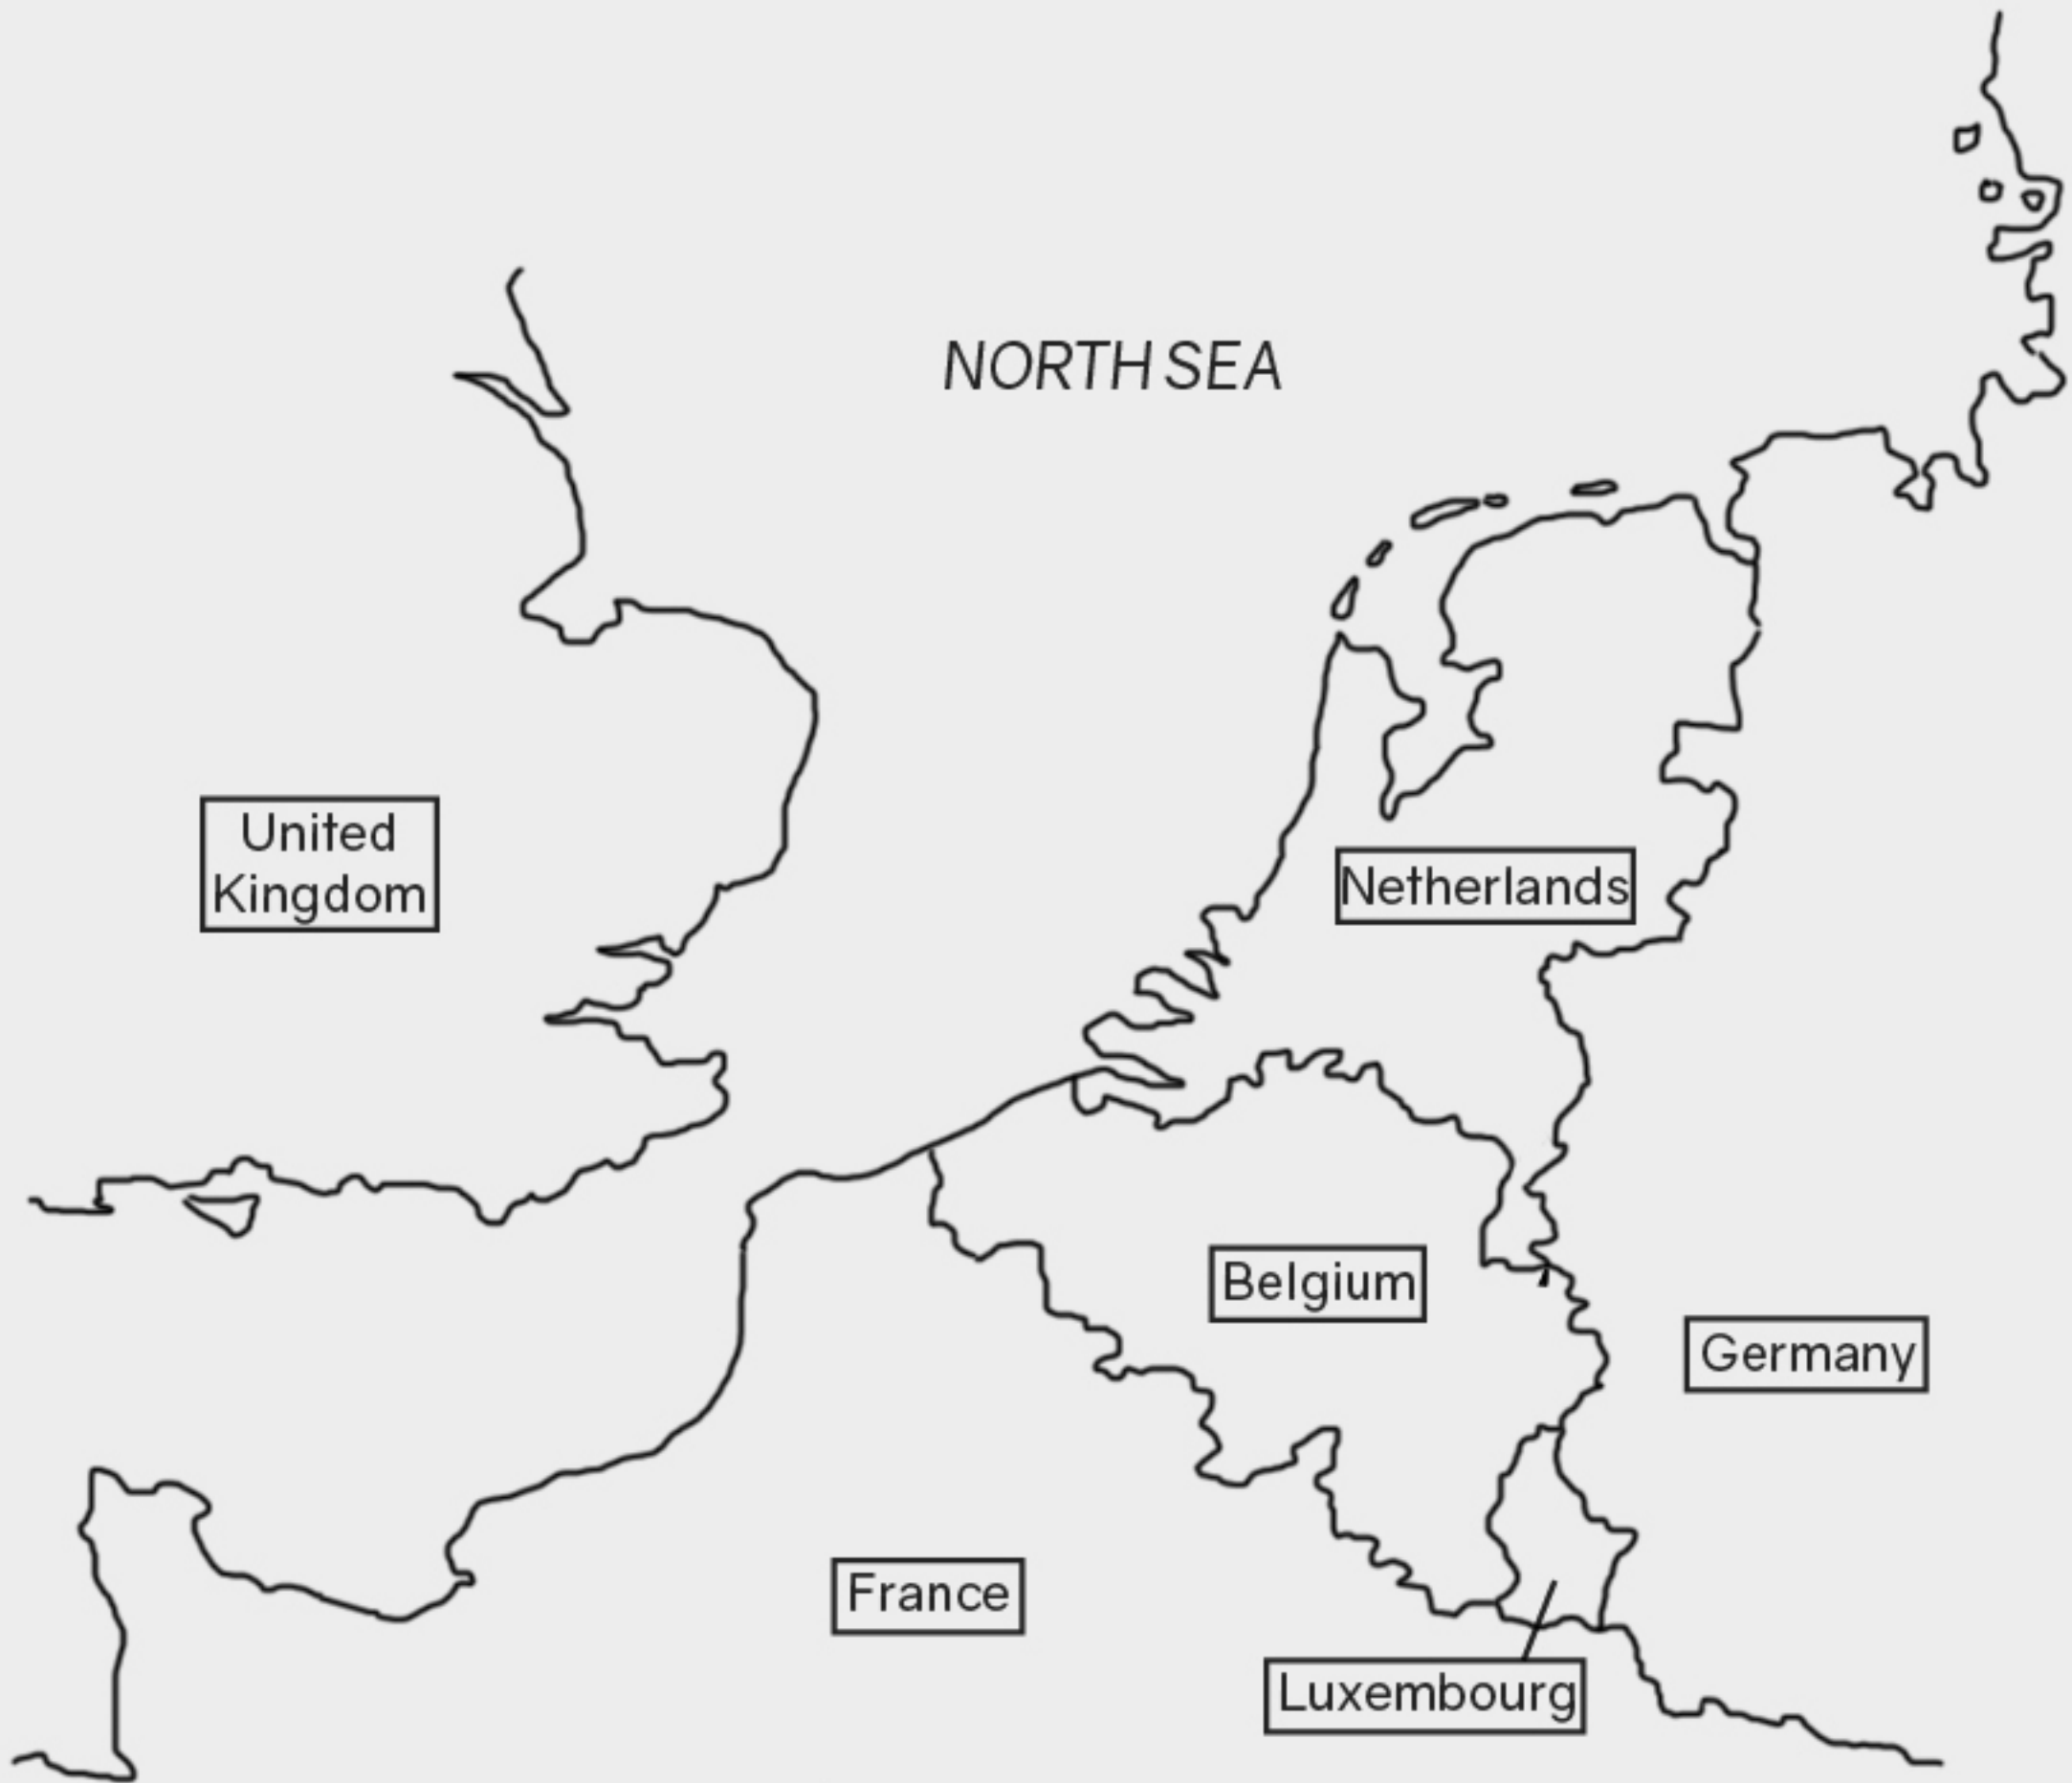 NORTH SEA
United
Kingdom
Netherlands
Belgium
Germany
France
Luxembourg